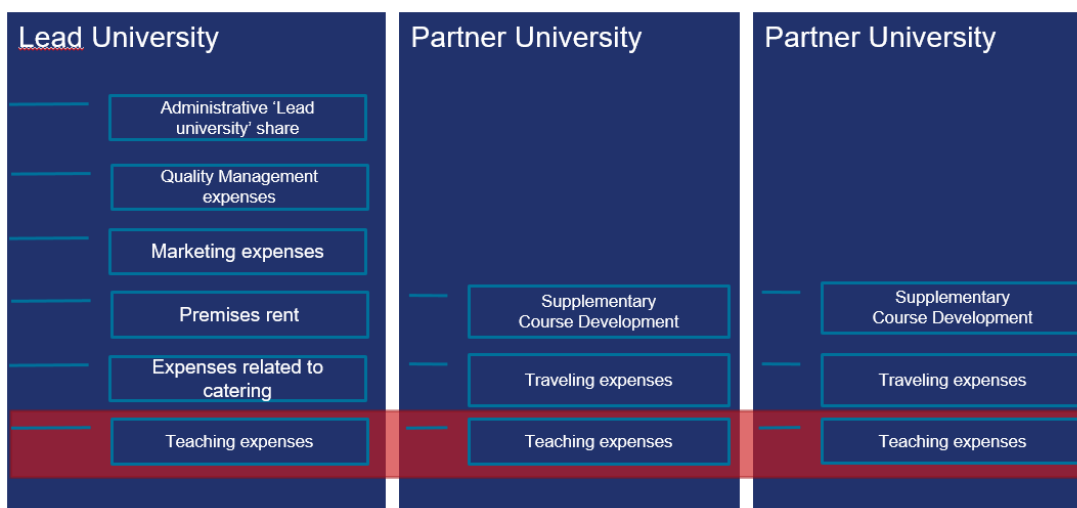 Lead University
Administrative ‘Lead
university’ share
Quality Management
expenses
Marketing expenses
Premises rent
Expenses related to
catering
Teaching expenses
Partner University
Supplementary
Course Development
Traveling expenses
Teaching expenses
Partner University
Supplementary
Course Development
Traveling expenses
Teaching expenses